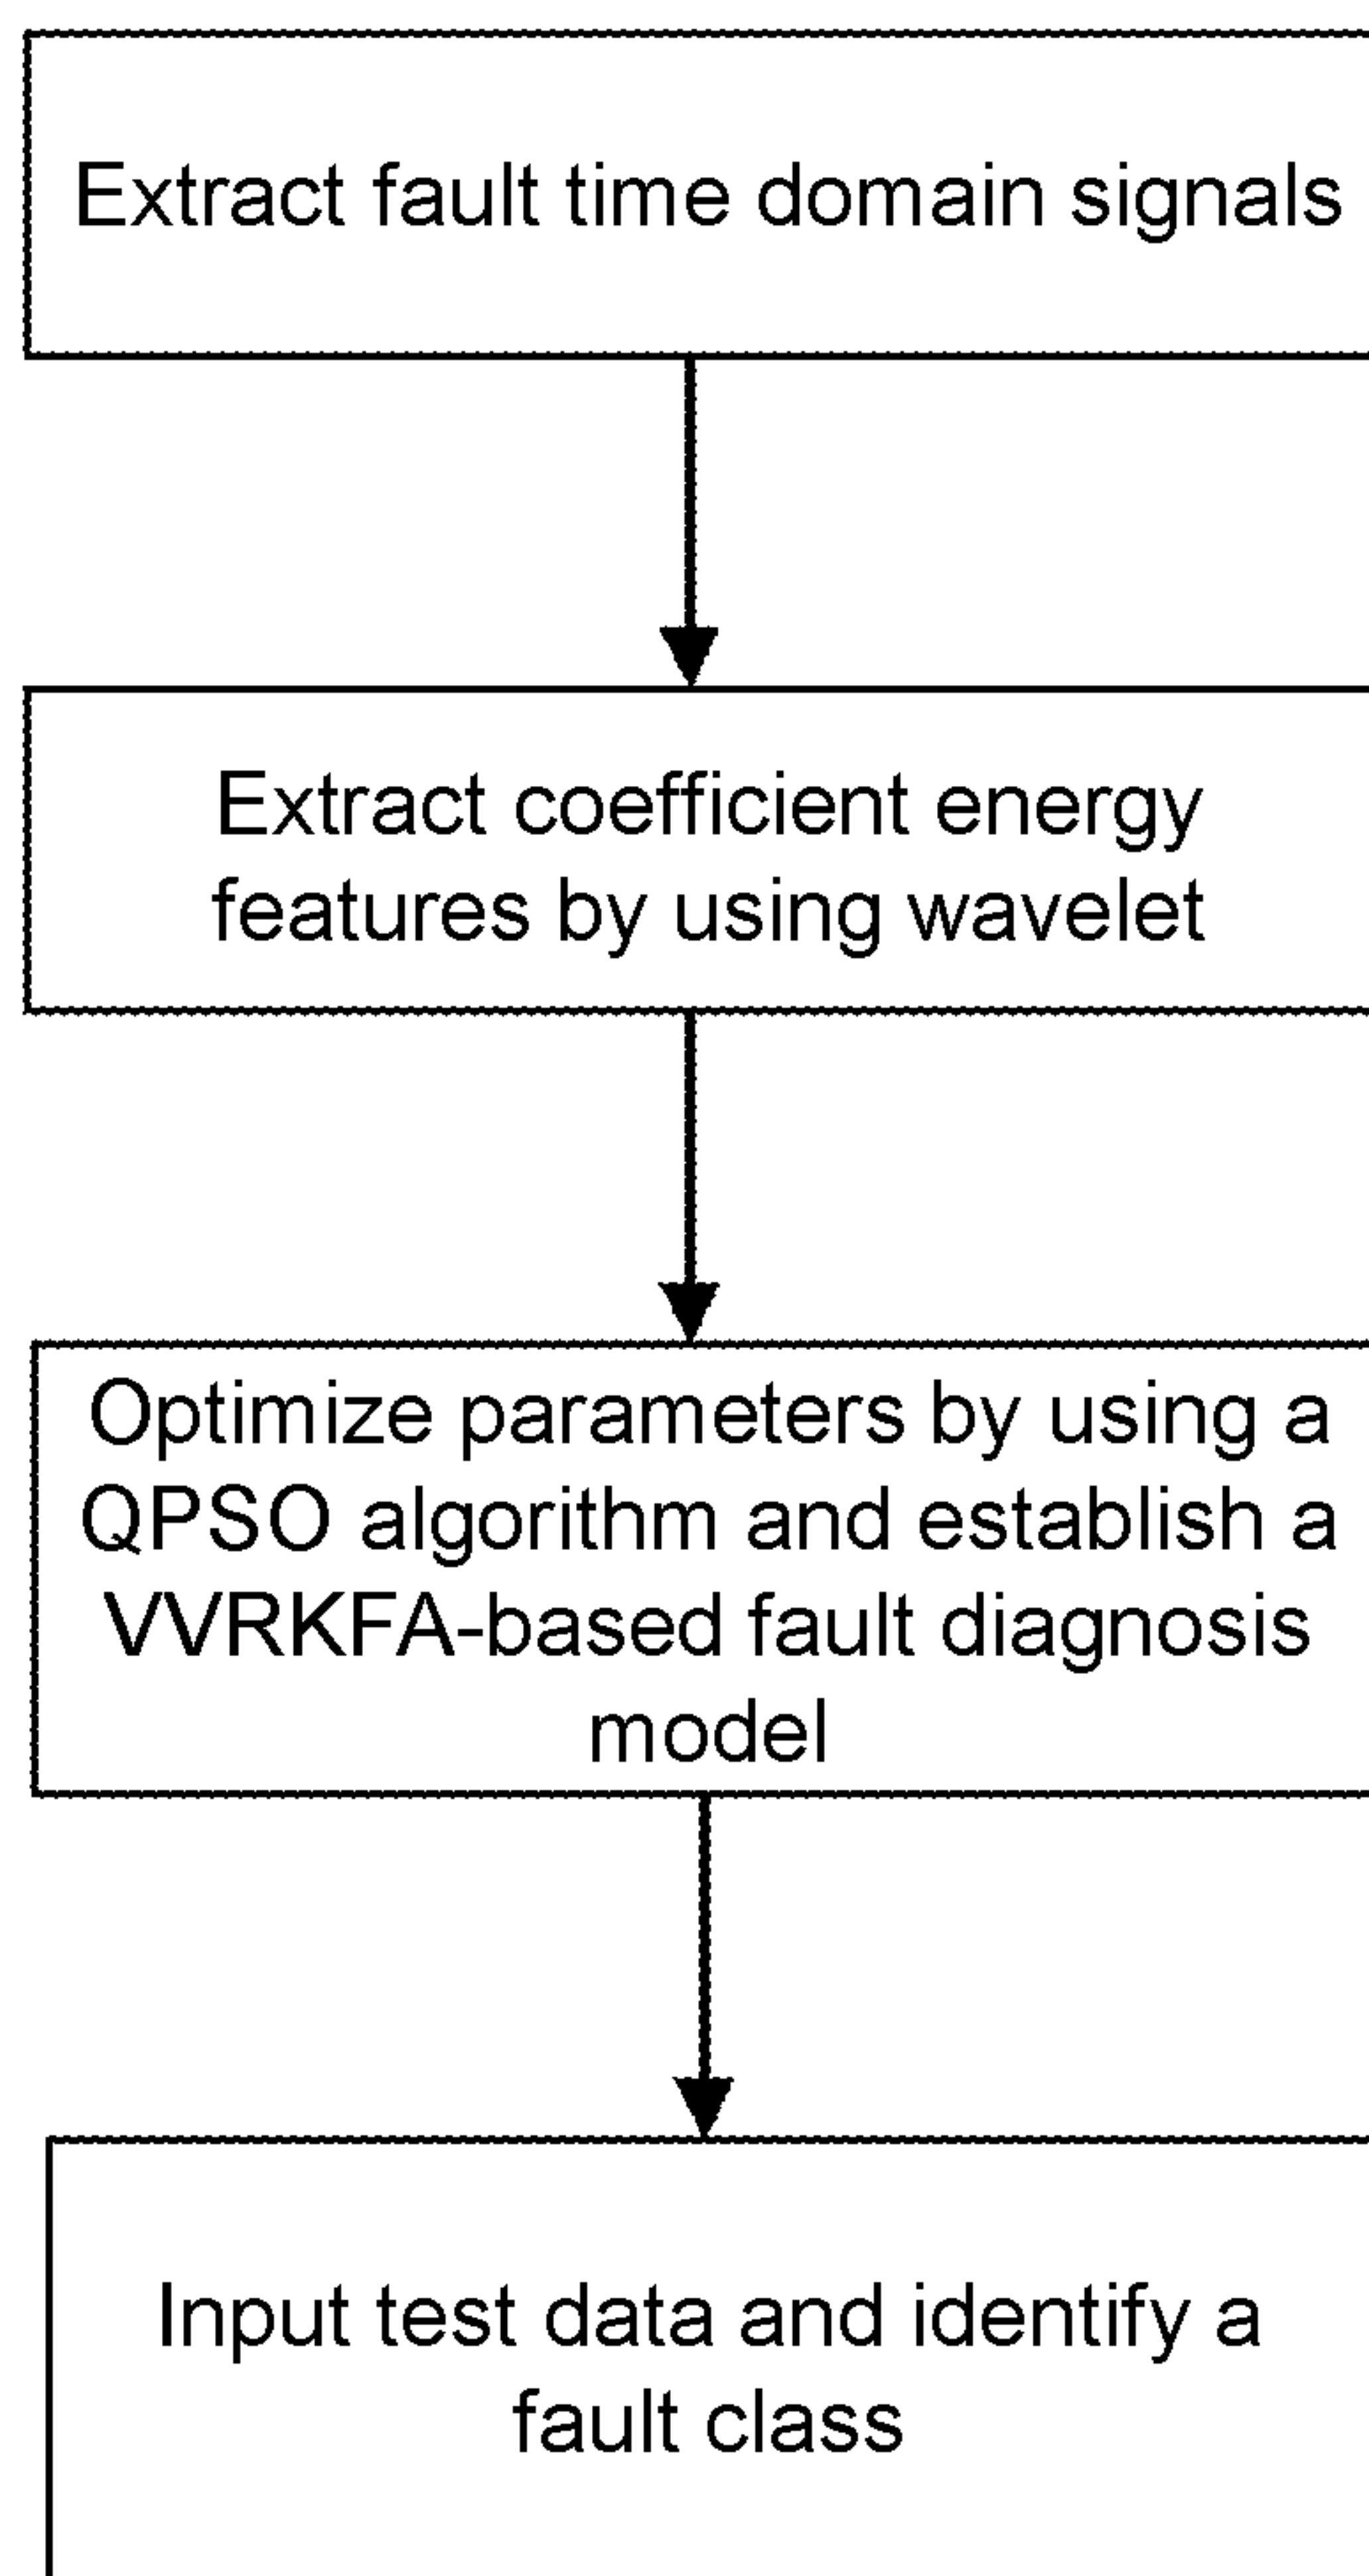 Extract fault time domain signals
Extract coefficient energy
features by using wavelet
Optimize parameters by using a
QPSO algorithm and establish a
VVRKFA-based fault diagnosis
model
Input test data and identify a
fault class